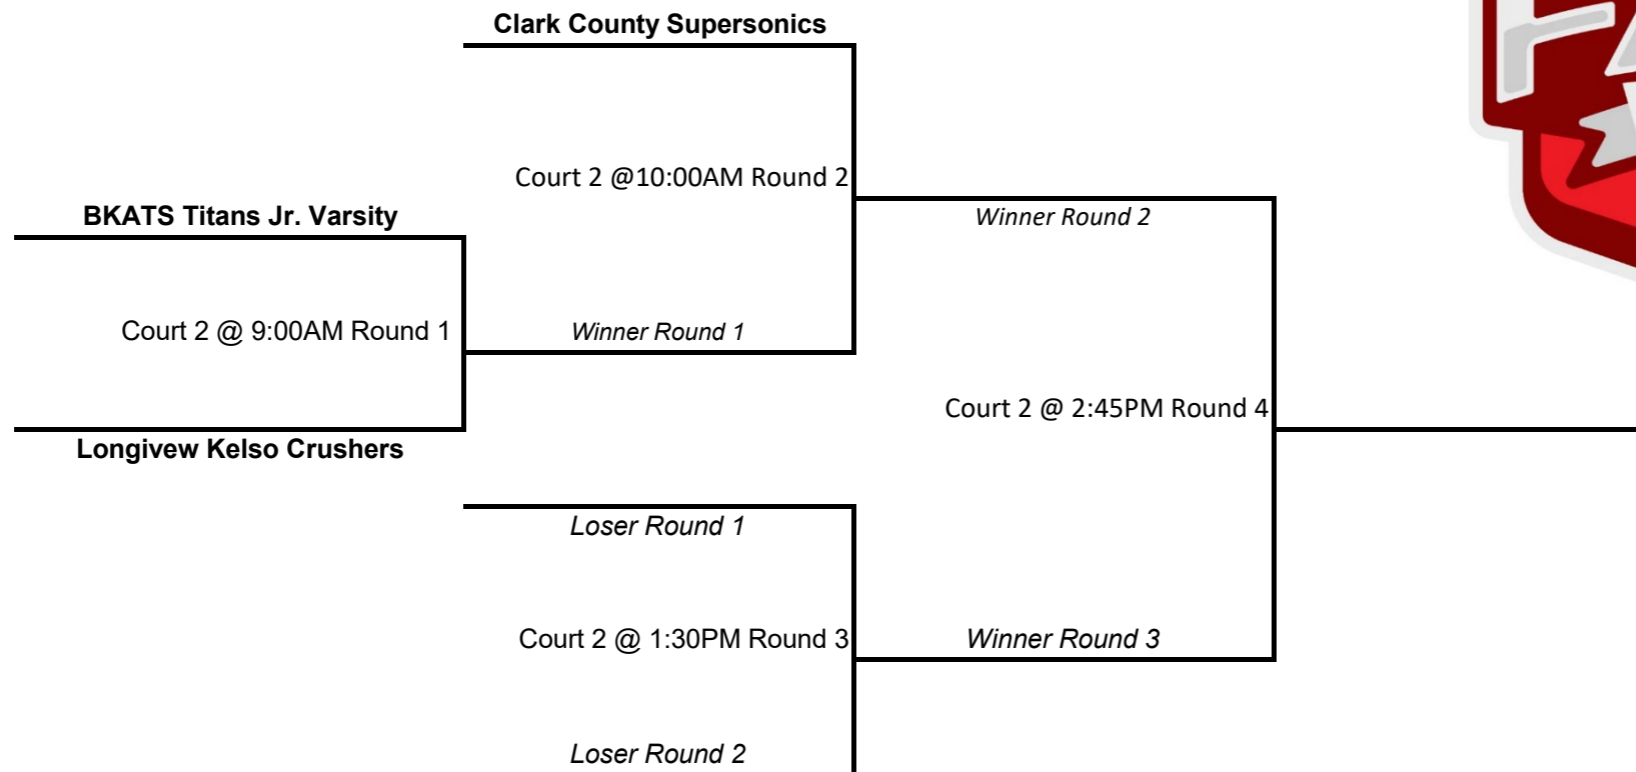 Clark County Supersonics
Court 2 @10:00AM Round 2
BKATS Titans Jr. Varsity
Winner Round 2
Court 2 @ 9:00AM Round 1
Winner Round 1
Court 2 @ 2:45PM Round 4
Longivew Kelso Crushers
Loser Round 1
Court 2 @ 1:30PM Round 3
Winner Round 3
Loser Round 2